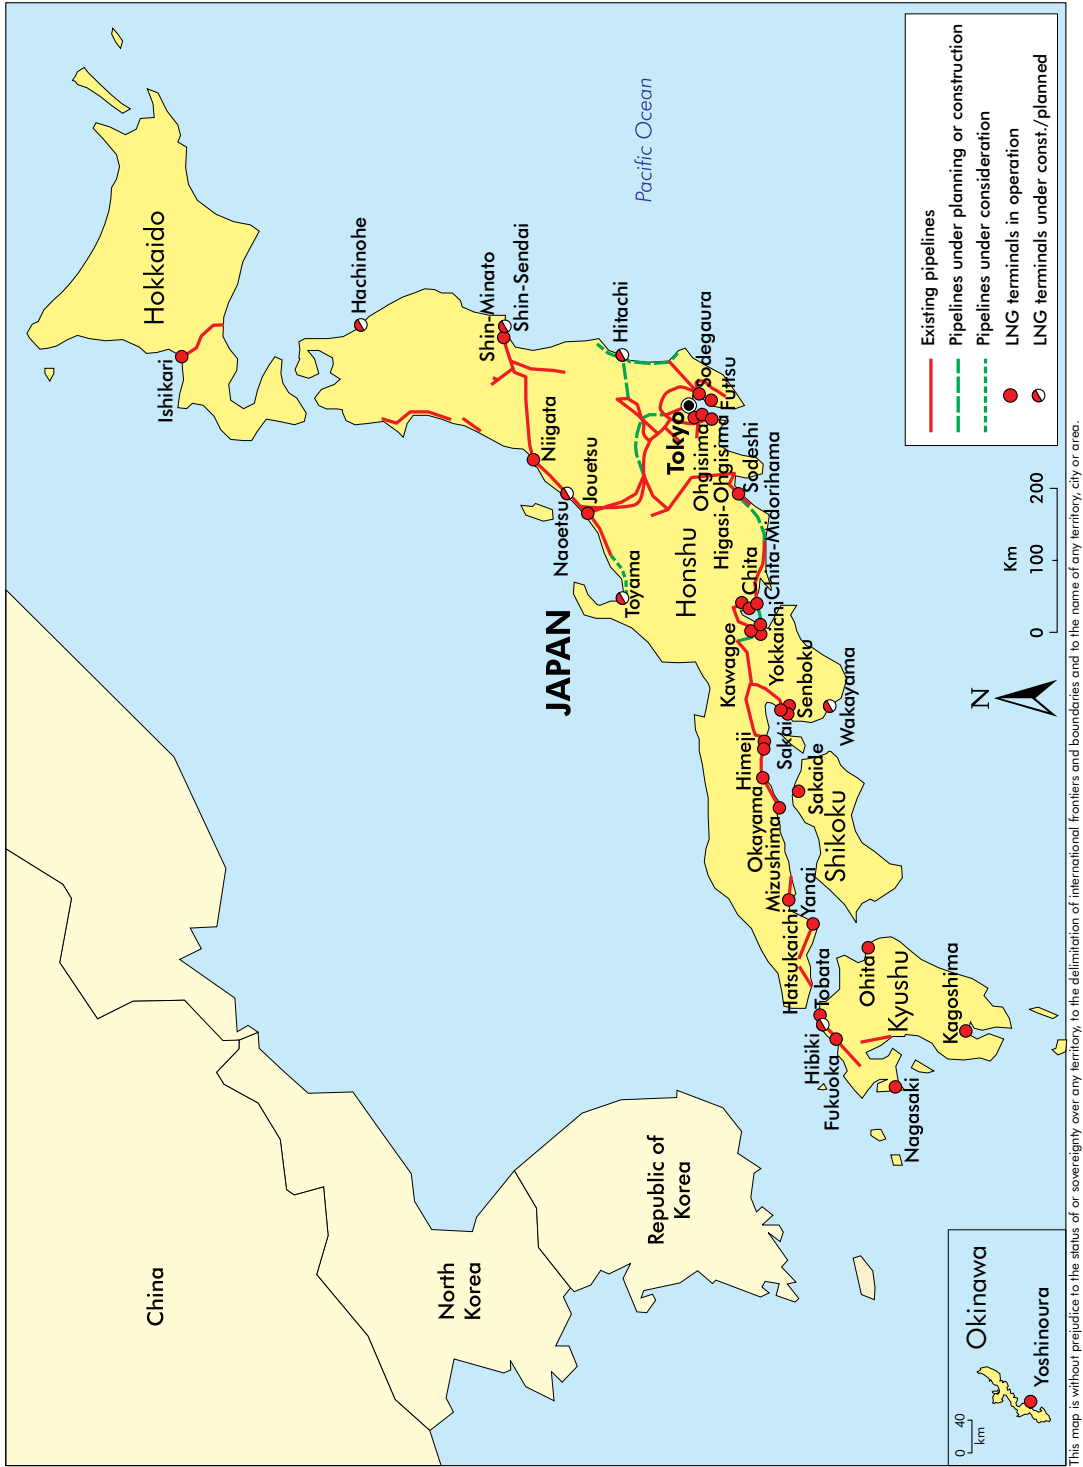 China
North
Korea
Republic of
Korea
JAPAN
Pacific Ocean
Hokkaido
Ishikari
Hachinohe
Shin-Minato
Shin-Sendai
Niigata
Hitachi
Jouetsu
Naoetsu
Toyama
Sodegaura
Futtsu
Tokyo
Ohgisima
Higasi-Ohgisima
Sodeshi
Honshu
Chita
Chita-Midorihama
Kawagoe
Yokkaichi
Senboku
Sakai
Wakayama
Himeji
Okayama
Mizushima
Sakaide
Shikoku
Hatsukaichi
Yanai
Tobata
Hibiki
Fukuoka
Ohita
Kyushu
Kagoshima
Nagasaki
Okinawa
Yoshinoura
0 40
km
N
Km
0 100 200
Existing pipelines
Pipelines under planning or construction
Pipelines under consideration
LNG terminals in operation
LNG terminals under const./planned
This map is without prejudice to the status of or sovereignty over any territory, to the delimitation of international frontiers and boundaries and to the name of any territory, city or area.